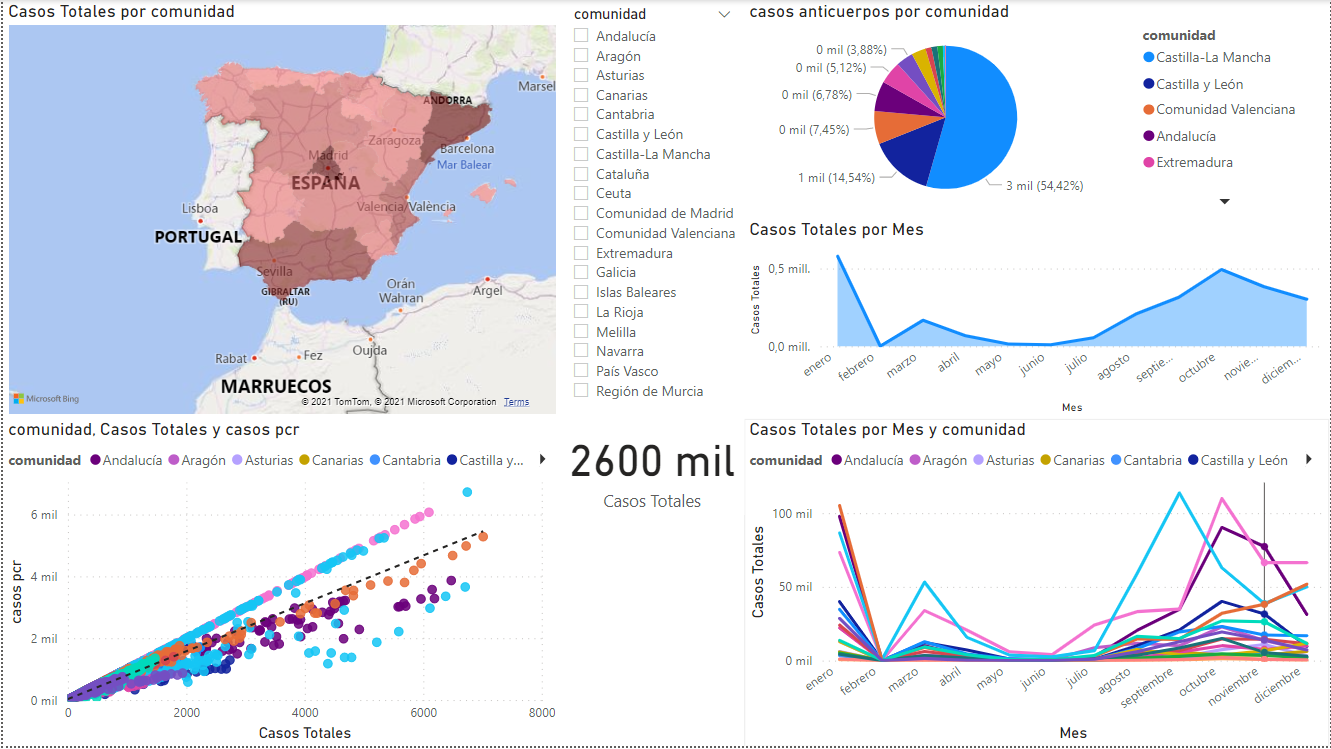 Casos Totales por comunidad
Marsel
ANDORRA
Zaragoza
Barcelona
Madrid
Mar Balear
ESPAÑA
Valencia/València
Lisboa
PORTUGAL
Sevilla
GIBRALTAR
(RU)
Orán
Wahran
Argel
Rabat
Fez
Oujda
MARRUECOS
Microsoft Bing
© 2021 TomTom, © 2021 Microsoft Corporation Terms
comunidad
Andalucía
Aragón
Asturias
Canarias
Cantabria
Castilla y León
Castilla-La Mancha
Cataluña
Ceuta
Comunidad de Madrid
Comunidad Valenciana
Extremadura
Galicia
Islas Baleares
La Rioja
Melilla
Navarra
País Vasco
Región de Murcia
casos anticuerpos por comunidad
0 mil (3,88%)
0 mil (5,12%)
0 mil (6,78%)
0 mil (7,45%)
1 mil (14,54%)
3 mil (54,42%)
comunidad
Castilla-La Mancha
Castilla y León
Comunidad Valenciana
Andalucía
Extremadura
Casos Totales por Mes
Casos Totales
0,5 mill.
0,0 mill.
enero
febrero
marzo
abril
mayo
junio
julio
agosto
septie...
octubre
novie...
diciem...
Mes
comunidad, Casos Totales y casos pcr
comunidad Andalucía Aragón Asturias Canarias Cantabria Castilla y...
casos pcr
6 mil
4 mil
2 mil
0 mil
0 2000 4000 6000 8000
Casos Totales
2600 mil
Casos Totales
Casos Totales por Mes y comunidad
comunidad Andalucía Aragón Asturias Canarias Cantabria Castilla y León
Casos Totales
100 mil
50 mil
0 mil
enero
febrero
marzo
abril
mayo
junio
julio
agosto
septiembre
octubre
noviembre
diciembre
Mes